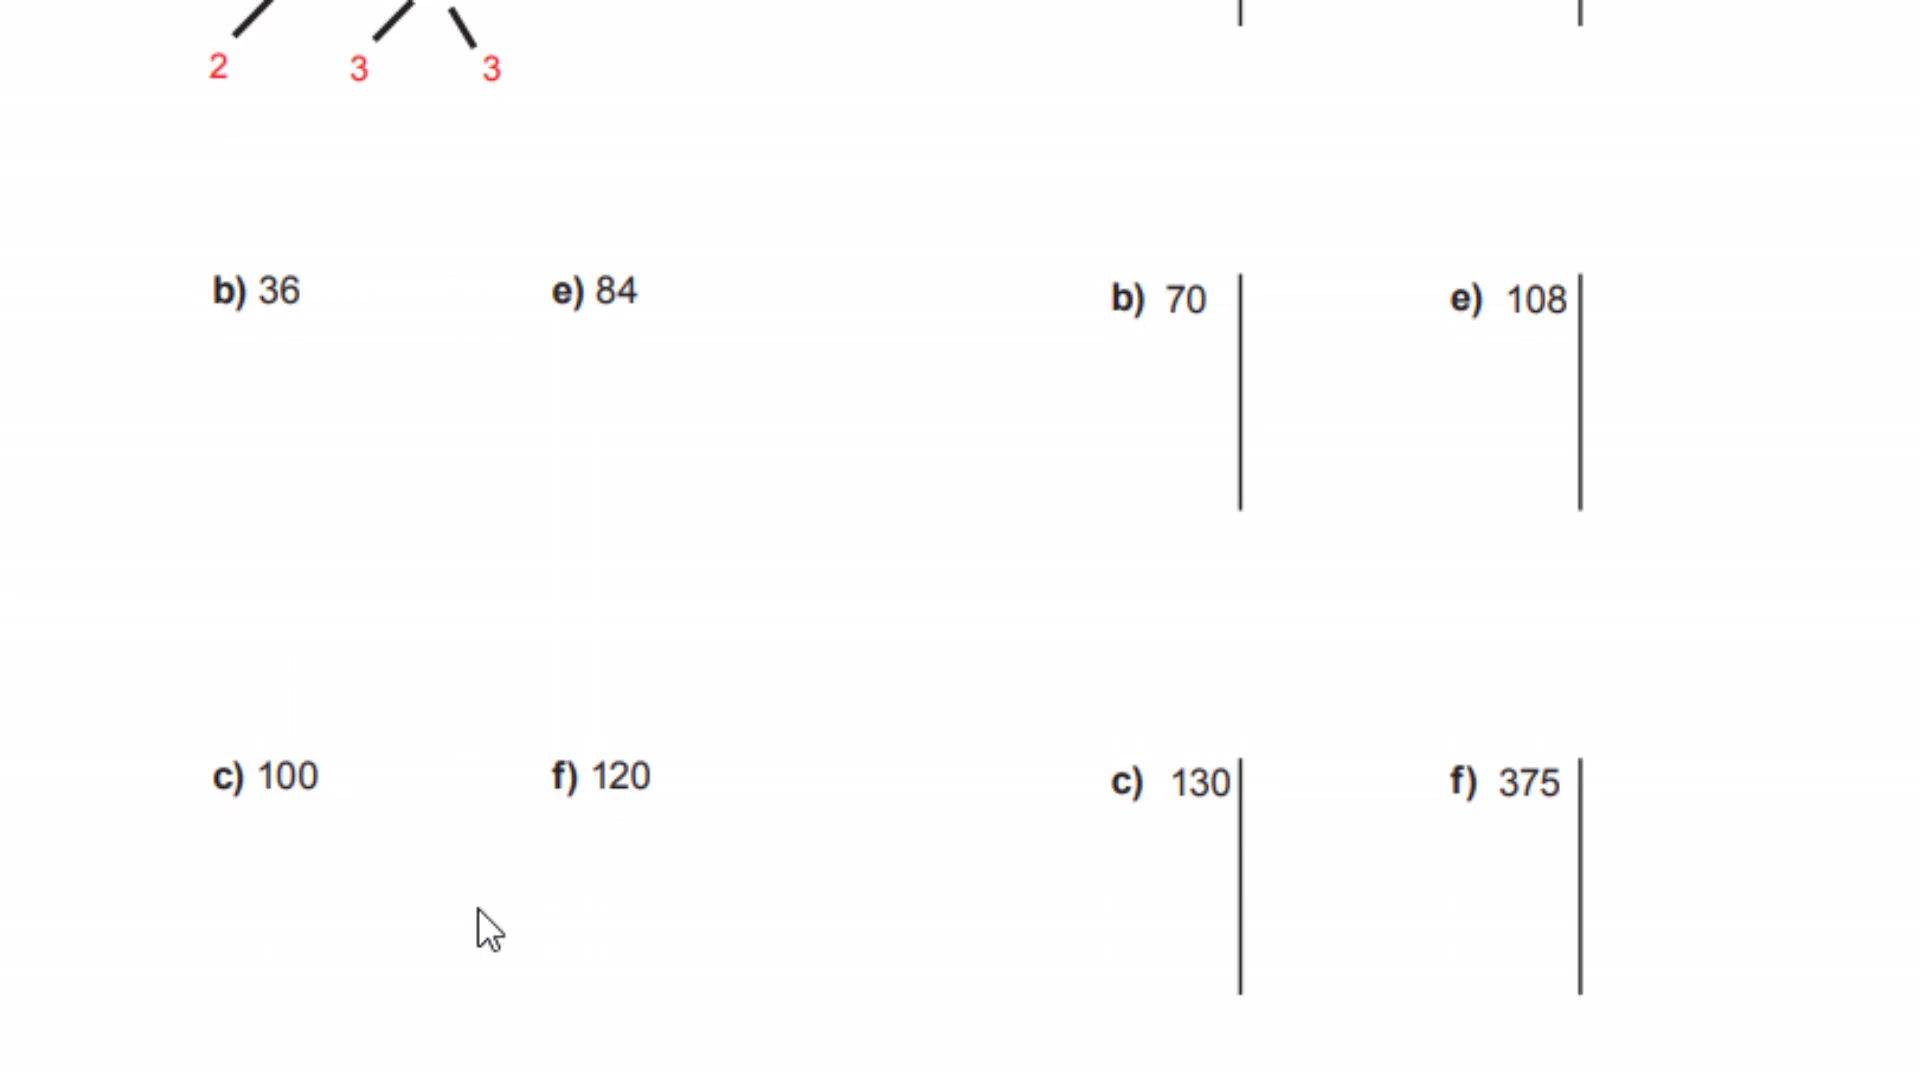 2 3 3
b) 36 e) 84 b) 70 e) 108
c) 100 f) 120 c) 130 f) 375